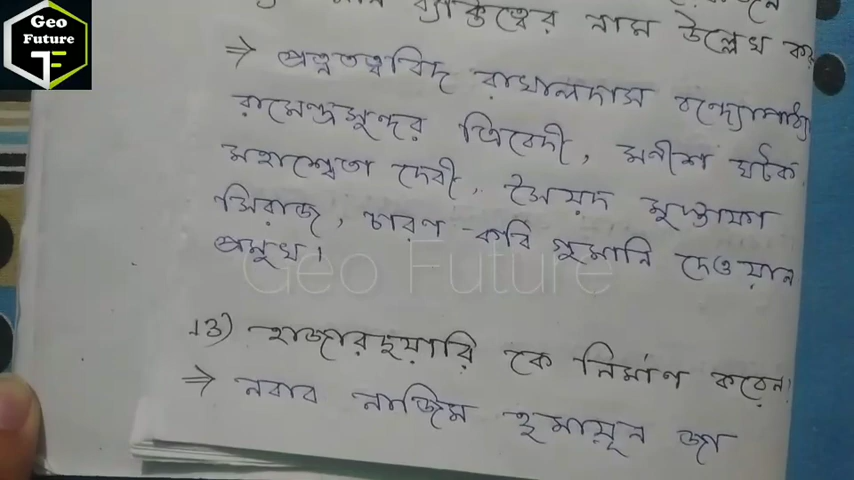 Geo
Future
ব্যাক্তিত্বের নাম উল্লেখ কর
⇒ প্রত্নতত্ত্ববিদ রাখালদাস বন্দ্যোপাধ্যা
রামেন্দ্রসুন্দর ত্রিবেদী, মনীশ ঘটক,
মহাশ্বেতা দেবী, সৈয়দ মুস্তাফা
সিরাজ, চারণ-কবি গুমানি দেওয়ান
প্রমুখ।
Geo Future
13) হাজারদুয়ারি কে নির্মাণ করেন।
⇒ নবাব নাজিম হুমায়ূন জা